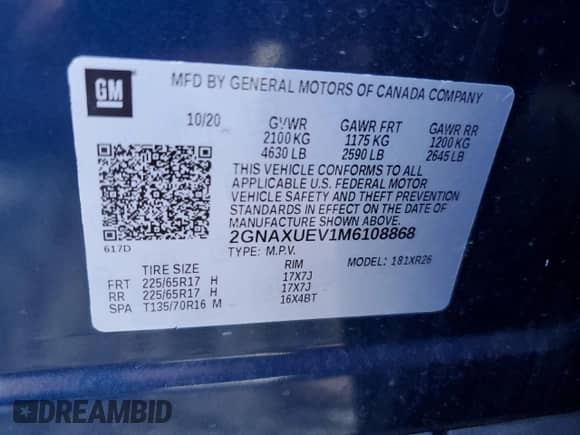 GM
MFD BY GENERAL MOTORS OF CANADA COMPANY
10/20 GVWR GAWR FRT GAWR RR
2100 KG 1175 KG 1200 KG
4630 LB 2590 LB 2645 LB
THIS VEHICLE CONFORMS TO ALL
APPLICABLE U.S. FEDERAL MOTOR
VEHICLE SAFETY AND THEFT PREVENTION
STANDARDS IN EFFECT ON THE DATE OF
MANUFACTURE SHOWN ABOVE.
617D
2GNAXUEV1M6108868
TYPE: M.P.V. MODEL: 181XR26
TIRE SIZE RIM
FRT 225/65R17 H 17X7J
RR 225/65R17 H 17X7J
SPA T135/70R16 M 16X4BT
DREAMBID